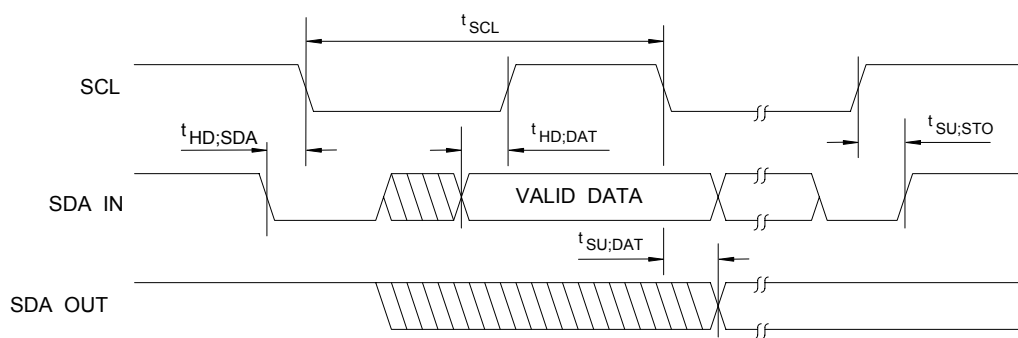 tSCL
SCL
tHD;SDA
tHD;DAT
tSU;STO
SDA IN
VALID DATA
tSU;DAT
SDA OUT